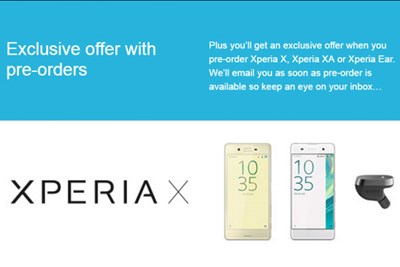 Exclusive offer with
pre-orders
Plus you'll get an exclusive offer when you
pre-order Xperia X, Xperia XA or Xperia Ear.
We'll email you as soon as pre-order is
available so keep an eye on your inbox…
XPERIA X
10
35
10
35